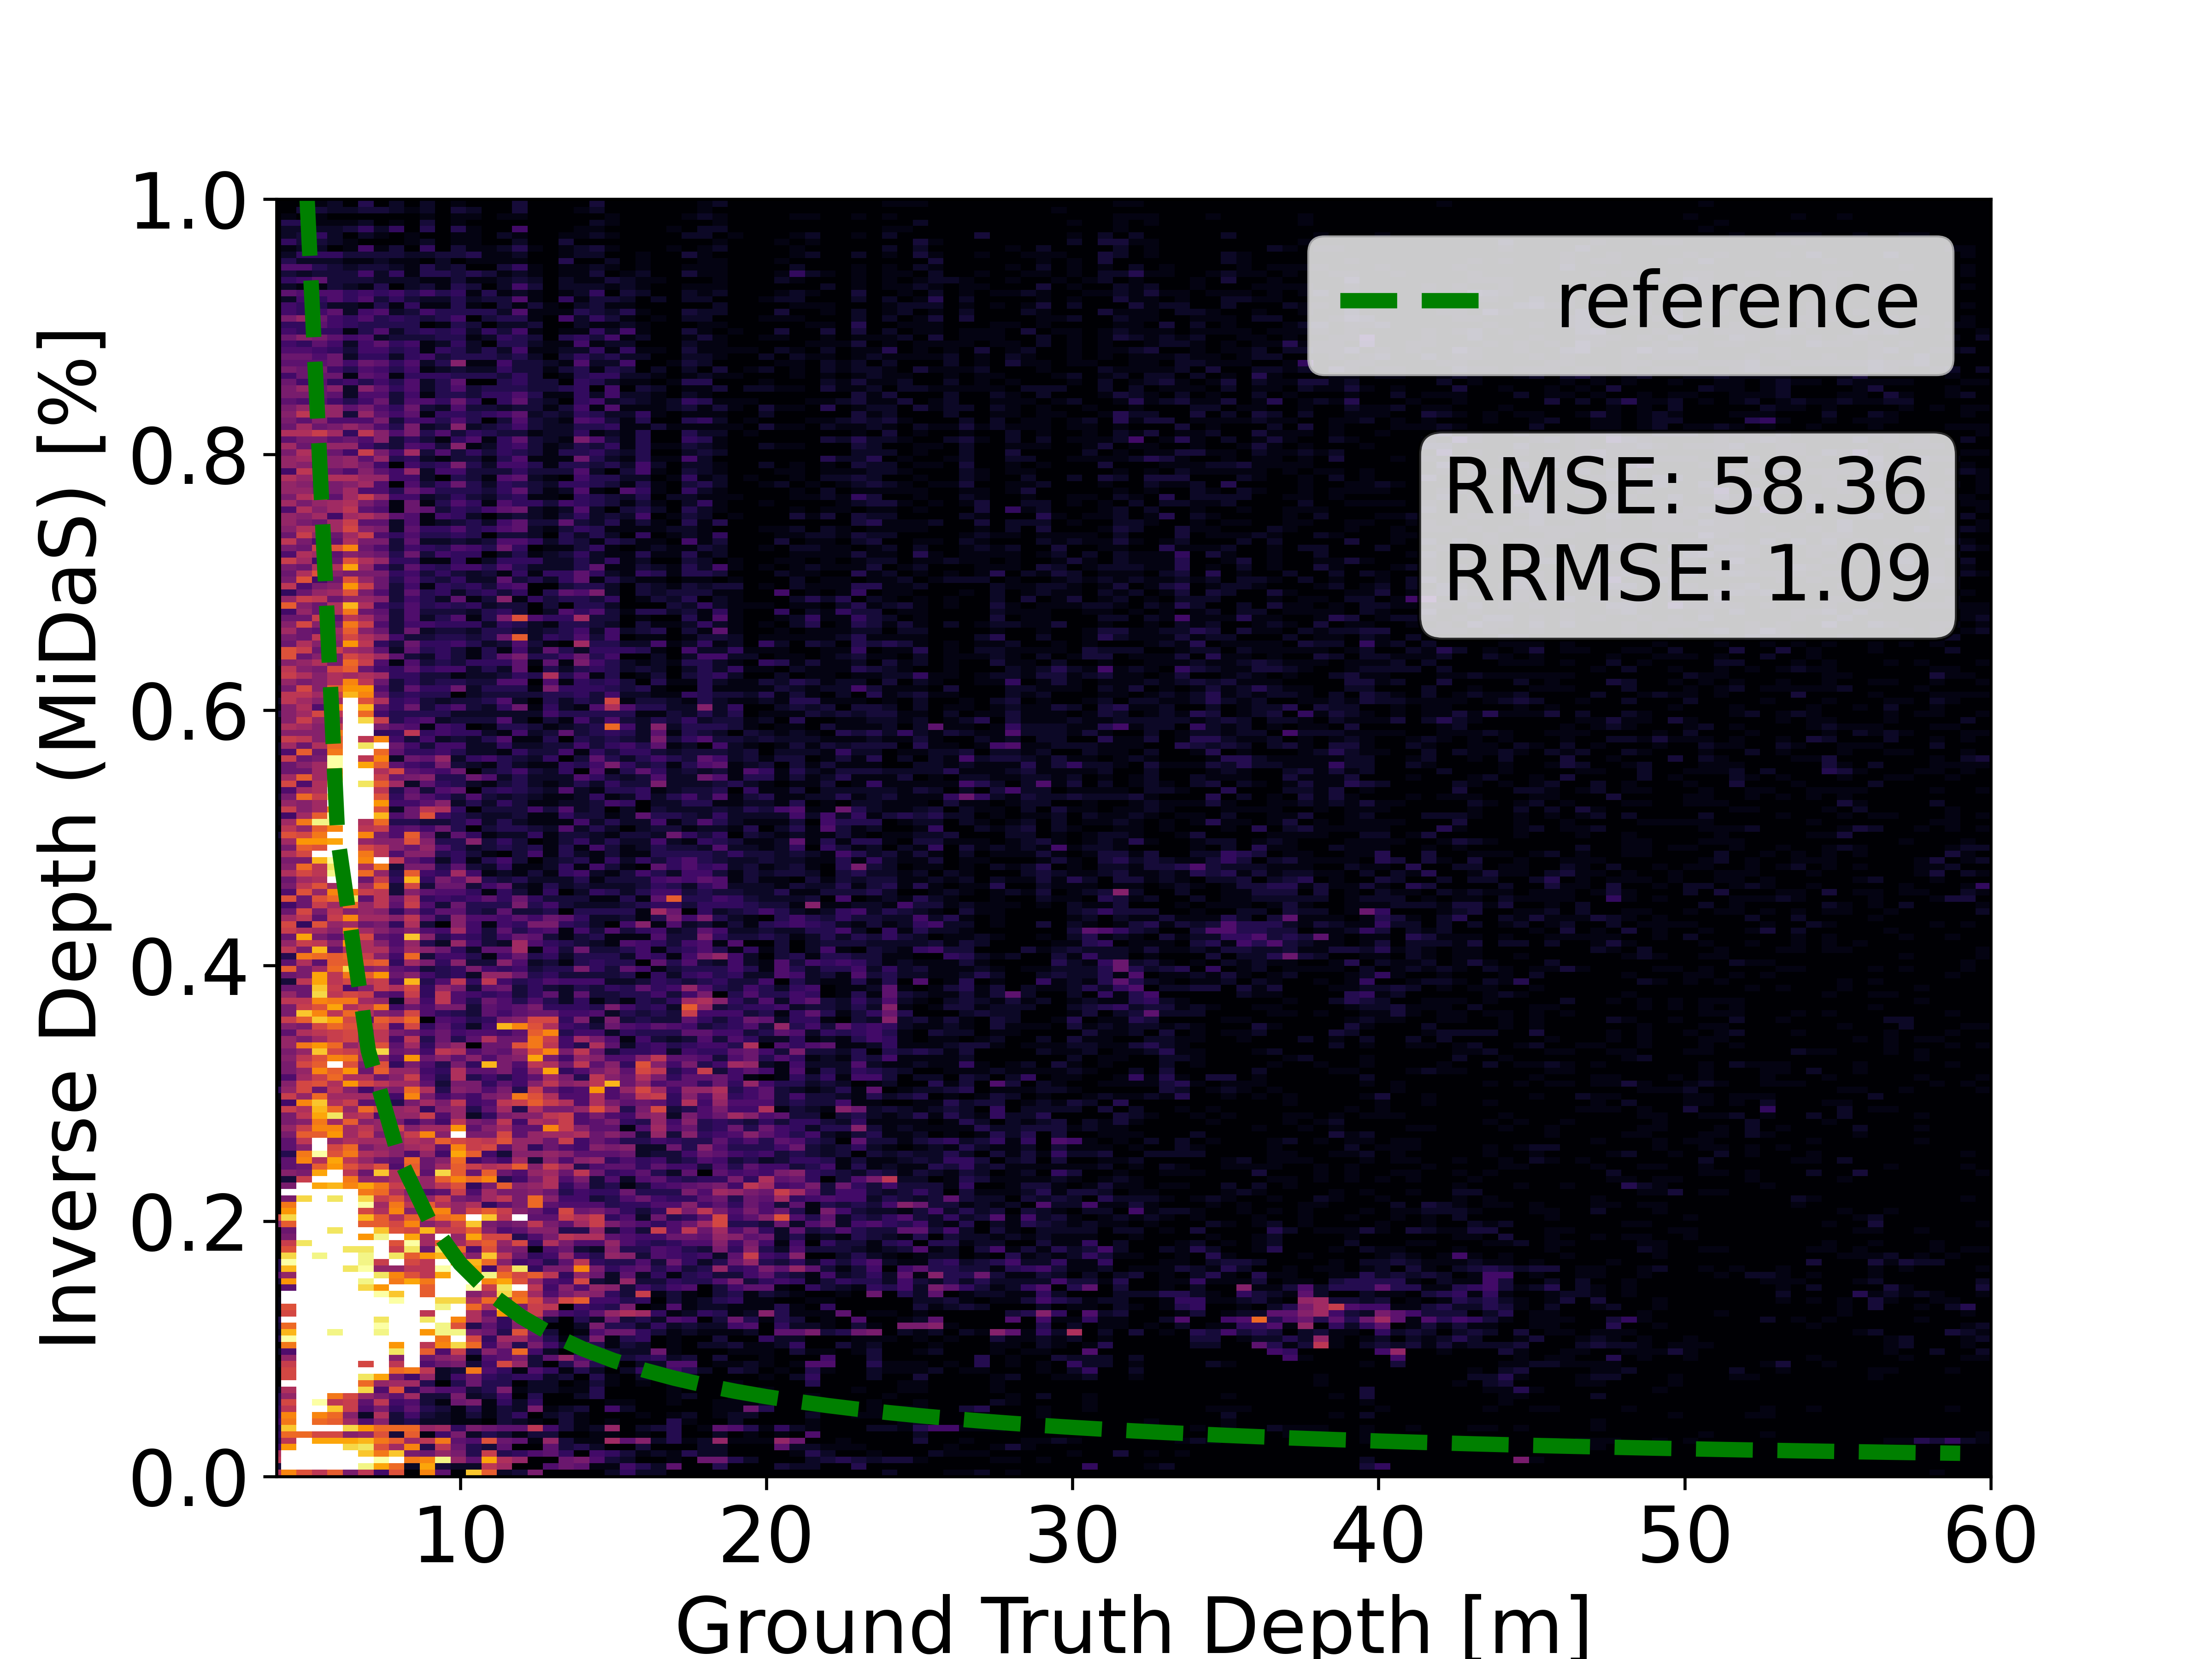 Inverse Depth (MiDaS) [%]
1.0
0.8
0.6
0.4
0.2
0.0
reference
RMSE: 58.36
RRMSE: 1.09
10 20 30 40 50 60
Ground Truth Depth [m]